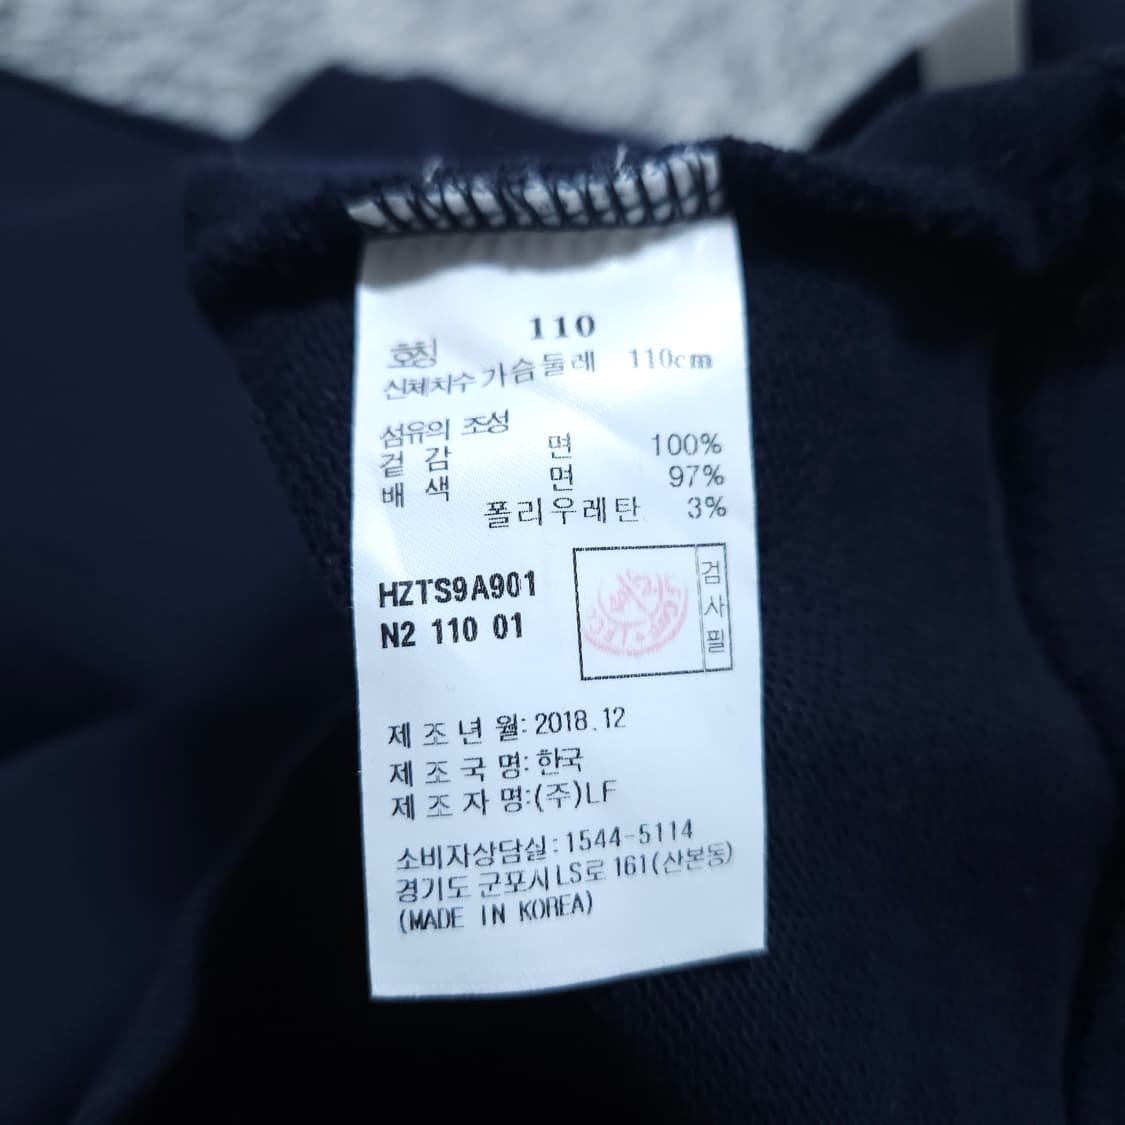 110
호칭
신체치수 가슴둘레 110cm
섬유의 조성
겉 감 면 100%
배 색 면 97%
폴리우레탄 3%
HZTS9A901
N2 110 01
검사필
제 조 년 월: 2018.12
제 조 국 명: 한국
제 조 자 명:(주)LF
소비자상담실:1544-5114
경기도 군포시 LS로 161(산본동)
(MADE IN KOREA)